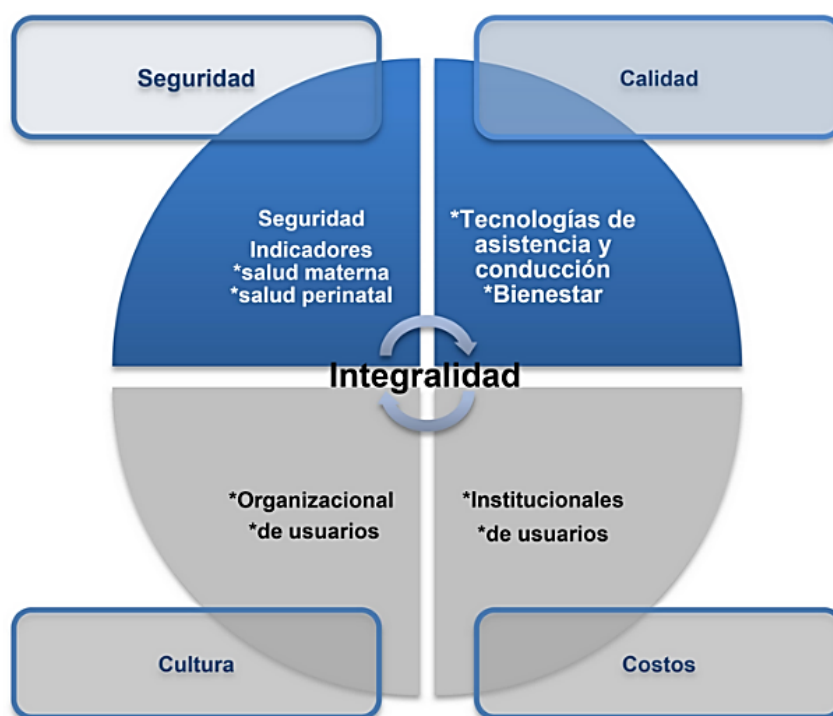 Seguridad
Calidad
Seguridad
Indicadores
*salud materna
*salud perinatal
*Tecnologías de
asistencia y
conducción
*Bienestar
Integralidad
*Organizacional
*de usuarios
*Institucionales
*de usuarios
Cultura
Costos